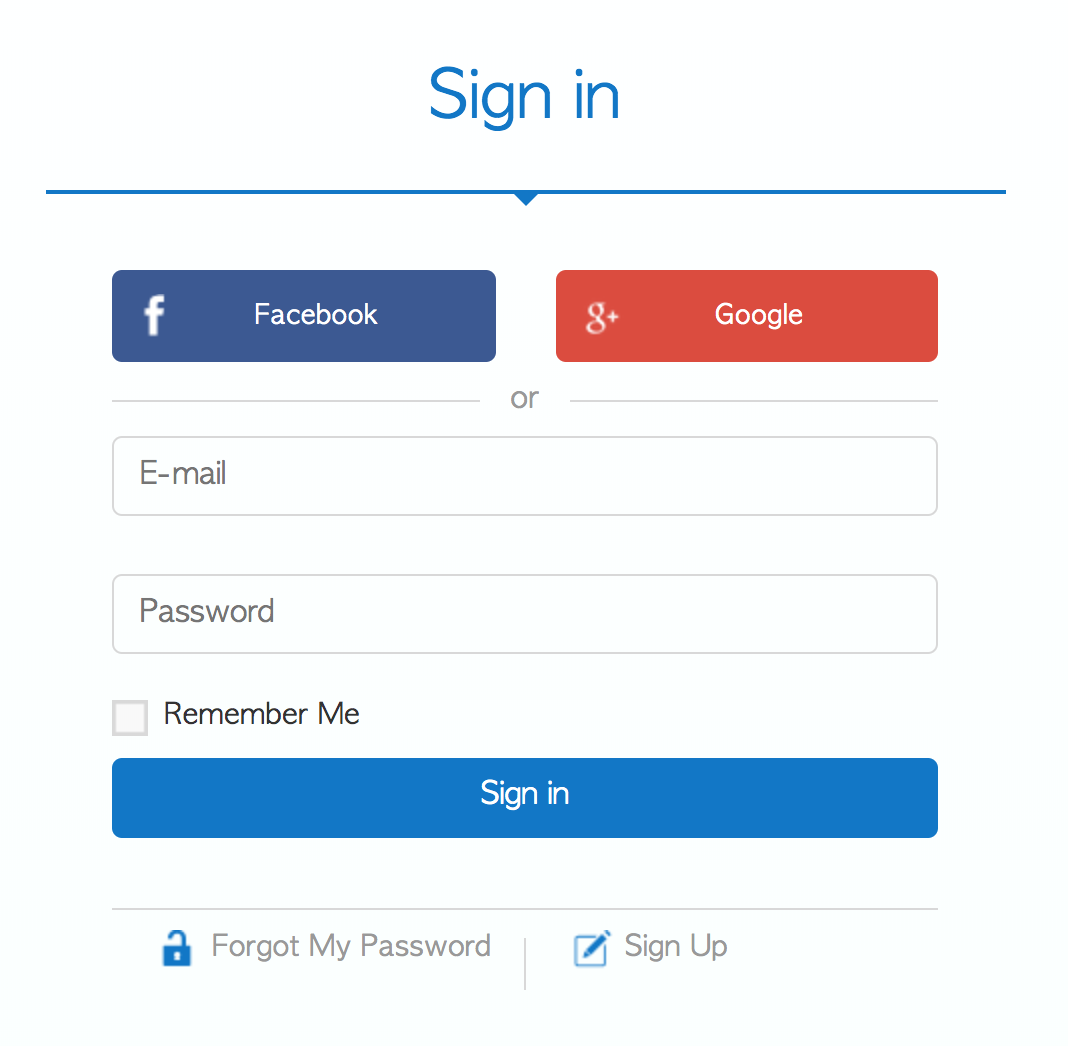 Sign in
Facebook
g+ Google
or
E-mail
Password
Remember Me
Sign in
Forgot My Password
Sign Up